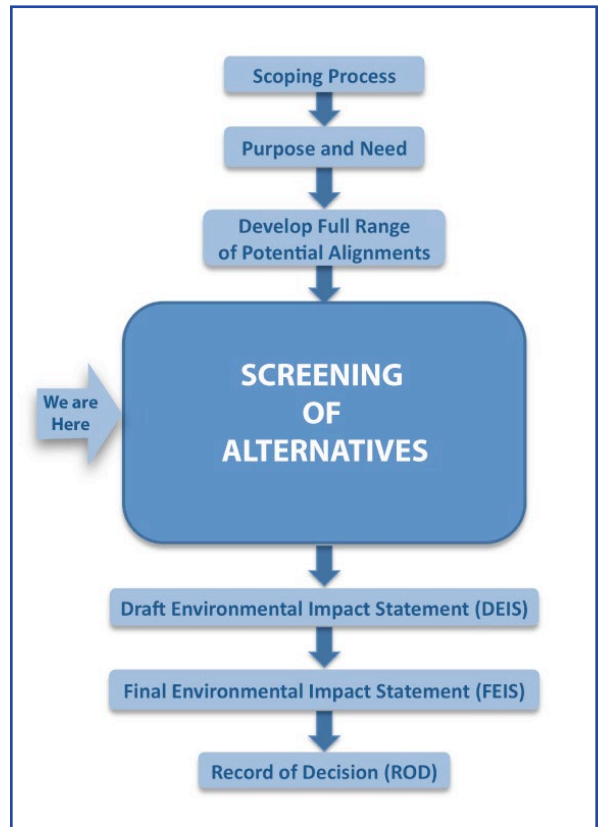 Scoping Process
Purpose and Need
Develop Full Range
of Potential Alignments
We are
Here
SCREENING
OF
ALTERNATIVES
Draft Environmental Impact Statement (DEIS)
Final Environmental Impact Statement (FEIS)
Record of Decision (ROD)